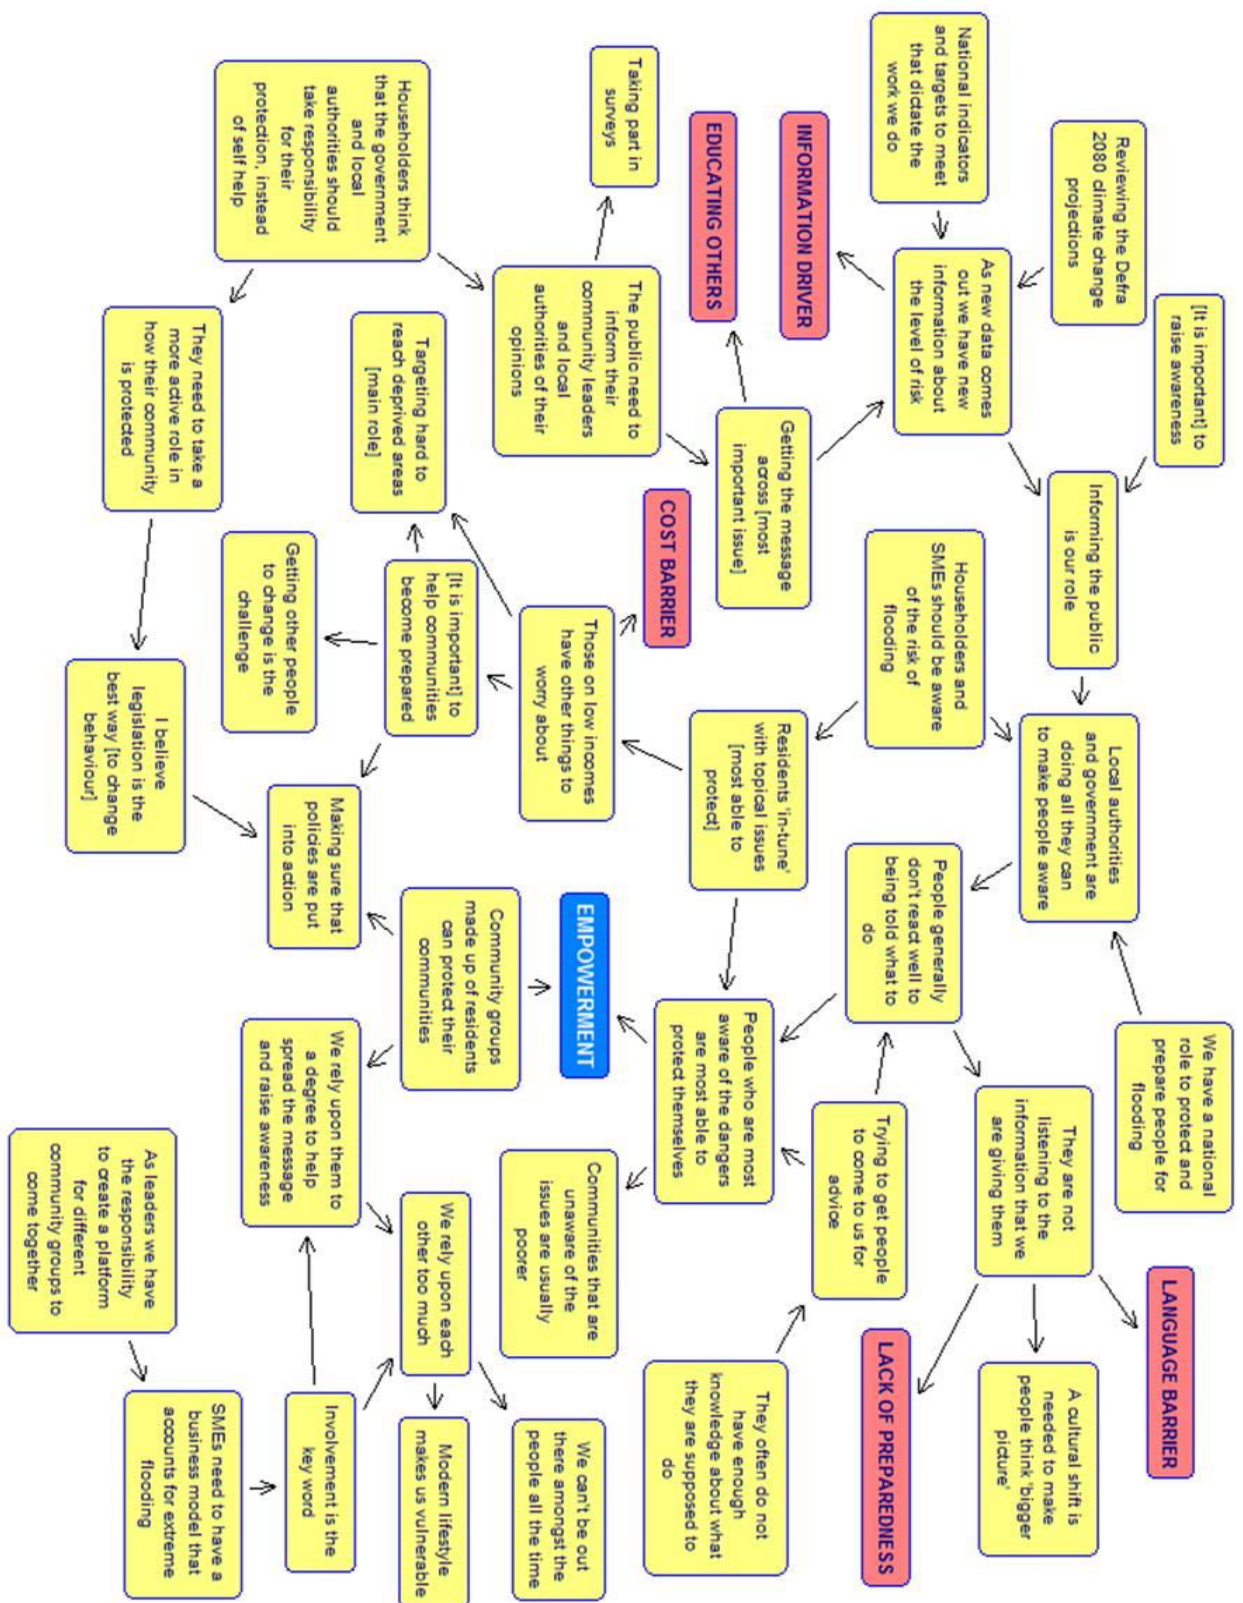 National indicators
and targets to meet
that dictate the
work we do
Reviewing the Defra
2080 climate change
projections
[It is important] to
raise awareness
Taking part in
surveys
EDUCATING OTHERS
INFORMATION DRIVER
As new data comes
out we have new
information about
the level of risk
Informing the public
is our role
Householders think
that the government
and local
authorities should
take responsibility
for their
protection, instead
of self help
The public need to
inform their
community leaders
and local
authorities of their
opinions
Getting the message
across [most
important issue]
Householders and
SMEs should be aware
of the risk of
flooding
Local authorities
and government are
doing all they can
to make people aware
They need to take a
more active role in
how their community
is protected
Targeting hard to
reach deprived areas
[main role]
COST BARRIER
Getting other people
to change is the
challenge
[It is important] to
help communities
become prepared
Those on low incomes
have other things to
worry about
Residents 'in-tune'
with topical issues
[most able to
protect]
People generally
don't react well to
being told what to
do
We have a national
role to protect and
prepare people for
flooding
I believe
legislation is the
best way [to change
behaviour]
Making sure that
policies are put
into action
Community groups
made up of residents
can protect their
communities
EMPOWERMENT
People who are most
aware of the dangers
are most able to
protect themselves
Trying to get people
to come to us for
advice
They are not
listening to the
information that we
are giving them
LANGUAGE BARRIER
We rely upon them to
a degree to help
spread the message
and raise awareness
We rely upon each
other too much
Communities that are
unaware of the
issues are usually
poorer
They often do not
have enough
knowledge about what
they are supposed to
do
LACK OF PREPAREDNESS
A cultural shift is
needed to make
people think 'bigger
picture'
As leaders we have
the responsibility
to create a platform
for different
community groups to
come together
SMEs need to have a
business model that
accounts for extreme
flooding
Involvement is the
key word
Modern lifestyle
makes us vulnerable
We can't be out
there amongst the
people all the time